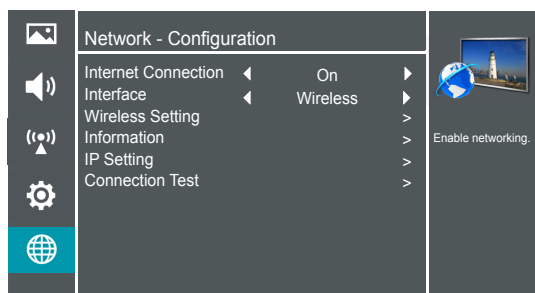 Network - Configuration
Internet Connection On
Interface Wireless
Wireless Setting >
Information >
IP Setting >
Connection Test >
Enable networking.